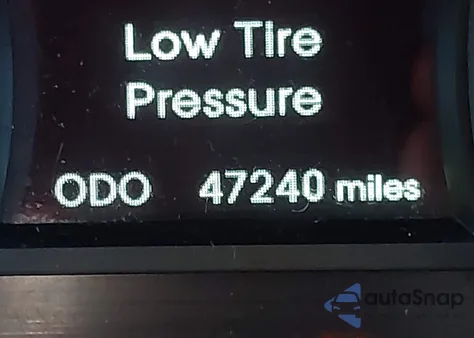 Low Tire
Pressure
ODO 47240 miles
autoSnap